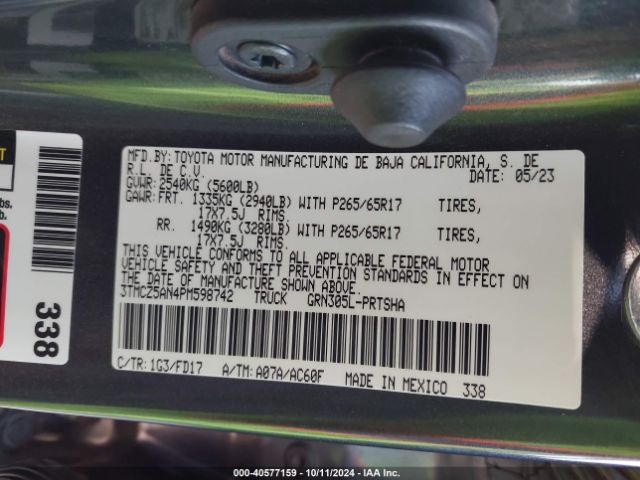 MFD.BY:TOYOTA MOTOR MANUFACTURING DE BAJA CALIFORNIA, S. DE
R.L. DE C.V. DATE: 05/23
GVWR:2540KG (5600LB)
GAWR:FRT. 1335KG (2940LB) WITH P265/65R17 TIRES,
17X7.5J RIMS.
RR. 1490KG (3280LB) WITH P265/65R17 TIRES,
17X7.5J RIMS.
THIS VEHICLE CONFORMS TO ALL APPLICABLE FEDERAL MOTOR
VEHICLE SAFETY AND THEFT PREVENTION STANDARDS IN EFFECT ON
THE DATE OF MANUFACTURE SHOWN ABOVE.
3TMCZ5AN4PM598742 TRUCK GRN305L-PRTSHA
C/TR:1G3/FD17 A/TM:A07A/AC60F MADE IN MEXICO 338
338
lbs.
lb.
000-40577159 - 10/11/2024 - IAAI.com